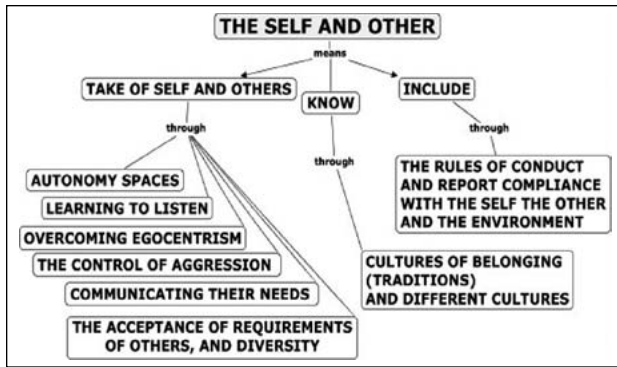 THE SELF AND OTHER
means
TAKE OF SELF AND OTHERS
KNOW
INCLUDE
through
through
through
AUTONOMY SPACES
LEARNING TO LISTEN
OVERCOMING EGOCENTRISM
THE CONTROL OF AGGRESSION
COMMUNICATING THEIR NEEDS
THE ACCEPTANCE OF REQUIREMENTS
OF OTHERS, AND DIVERSITY
CULTURES OF BELONGING
(TRADITIONS)
AND DIFFERENT CULTURES
THE RULES OF CONDUCT
AND REPORT COMPLIANCE
WITH THE SELF THE OTHER
AND THE ENVIRONMENT